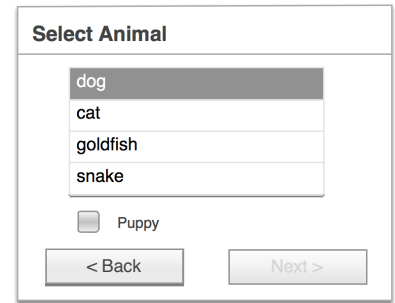 Select Animal
dog
cat
goldfish
snake
Puppy
< Back
Next >